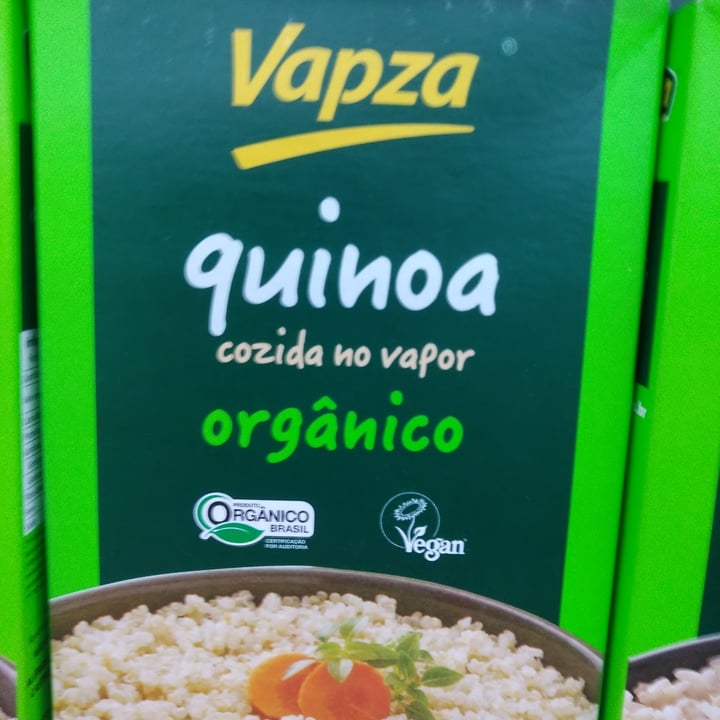 Vapza
quinoa
cozida no vapor
orgânico
PRODUTO
ORGÂNICO
BRASIL
CERTIFICAÇÃO
POR AUDITORIA
Vegan